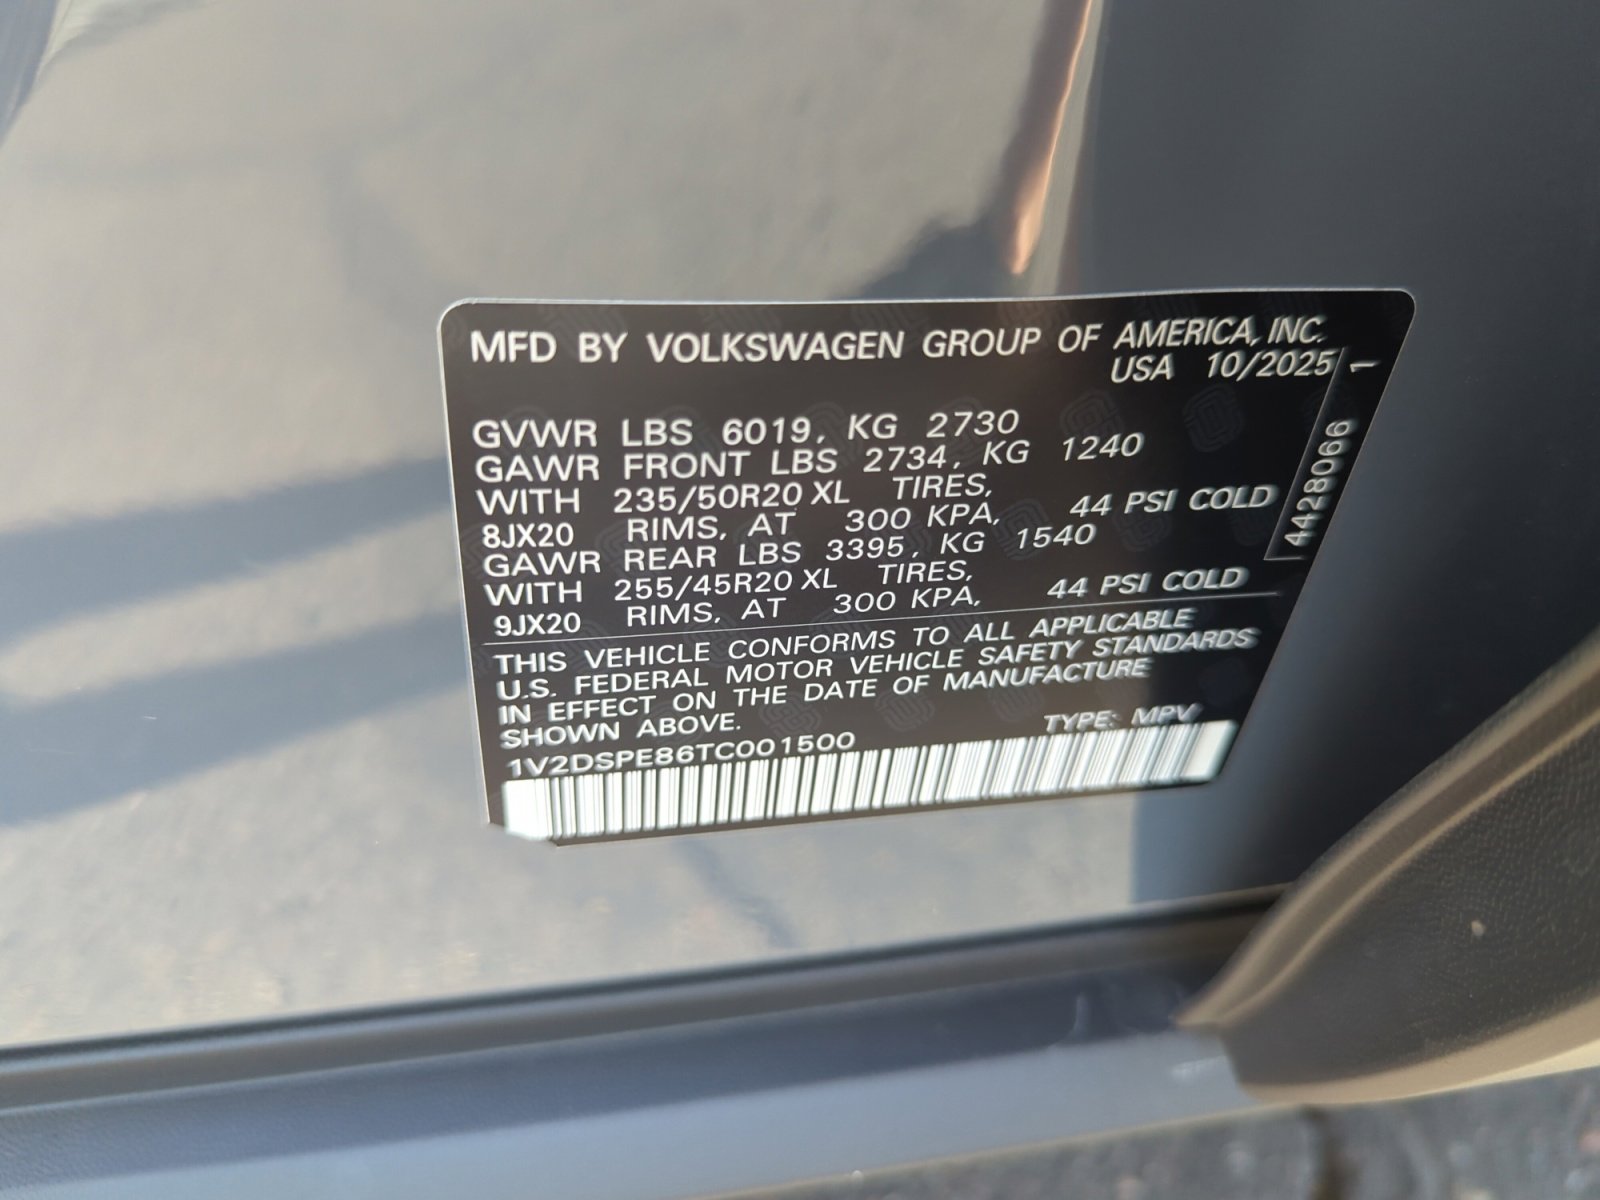 MFD BY VOLKSWAGEN GROUP OF AMERICA, INC.
USA 10/2025
GVWR LBS 6019, KG 2730
GAWR FRONT LBS 2734, KG 1240
WITH 235/50R20 XL TIRES,
8JX20 RIMS, AT 300 KPA, 44 PSI COLD
GAWR REAR LBS 3395, KG 1540
WITH 255/45R20 XL TIRES,
9JX20 RIMS, AT 300 KPA, 44 PSI COLD
THIS VEHICLE CONFORMS TO ALL APPLICABLE
U.S. FEDERAL MOTOR VEHICLE SAFETY STANDARDS
IN EFFECT ON THE DATE OF MANUFACTURE
SHOWN ABOVE.
TYPE: MPV
1V2DSPE86TC001500
4428066 1